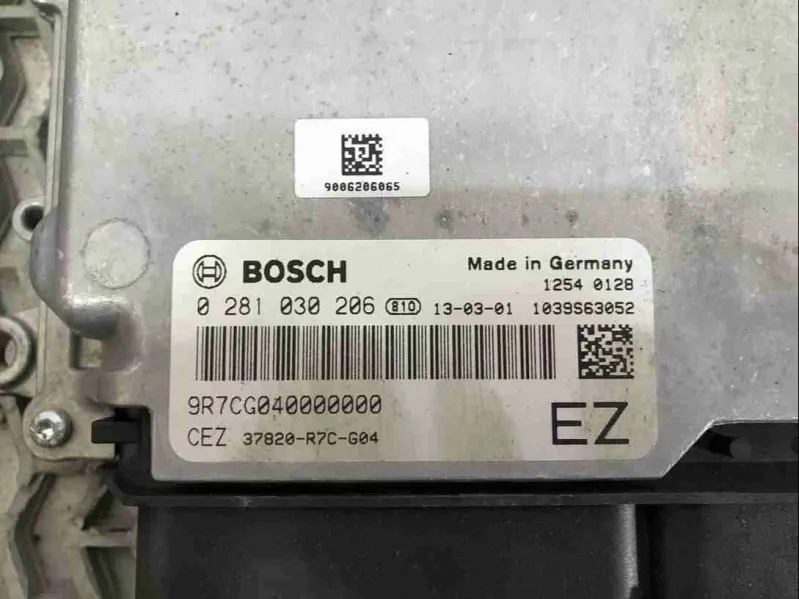 9006206065
BOSCH Made in Germany
1254 0128
0 281 030 206 810 13-03-01 1039S63052
9R7CG040000000
CEZ 37820-R7C-G04 EZ